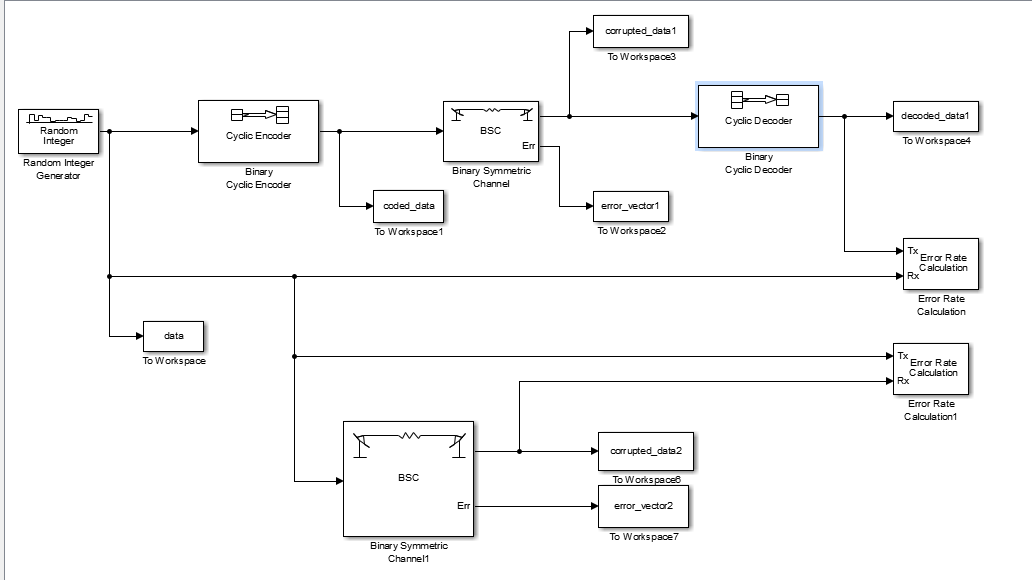 corrupted_data1
To Workspace3
Random
Integer
Random Integer
Generator
Cyclic Encoder
Binary
Cyclic Encoder
BSC
Err
Binary Symmetric
Channel
Cyclic Decoder
Binary
Cyclic Decoder
decoded_data1
To Workspace4
coded_data
To Workspace1
error_vector1
To Workspace2
Tx
Rx
Error Rate
Calculation
Error Rate
Calculation
data
To Workspace
Tx
Rx
Error Rate
Calculation
Error Rate
Calculation1
BSC
Err
Binary Symmetric
Channel1
corrupted_data2
To Workspace6
error_vector2
To Workspace7